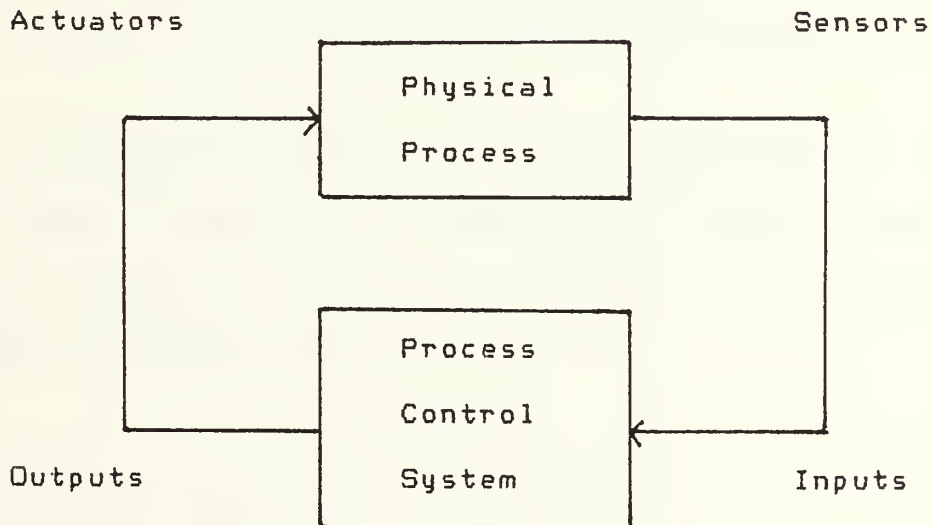 Actuators
Sensors
Physical
Process
Process
Control
System
Outputs
Inputs